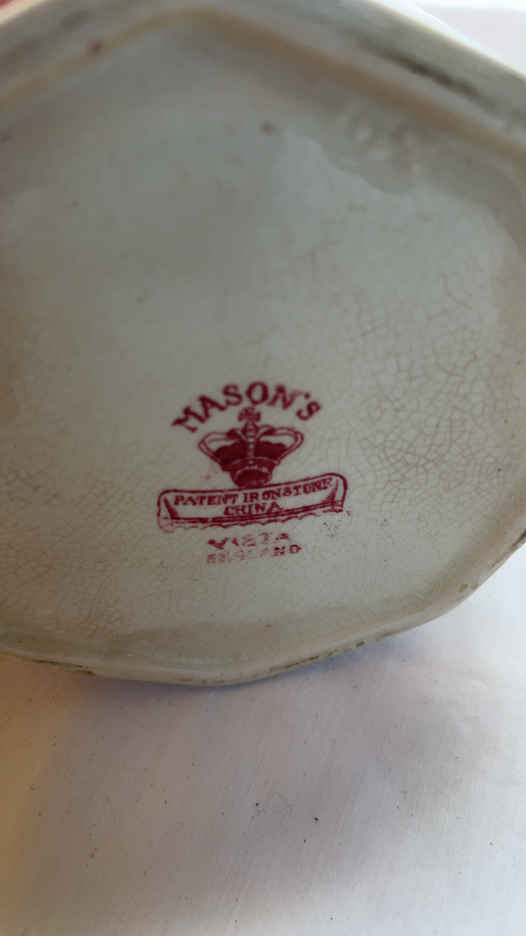 MASON'S
PATENT IRONSTONE
CHINA
VISTA
ENGLAND